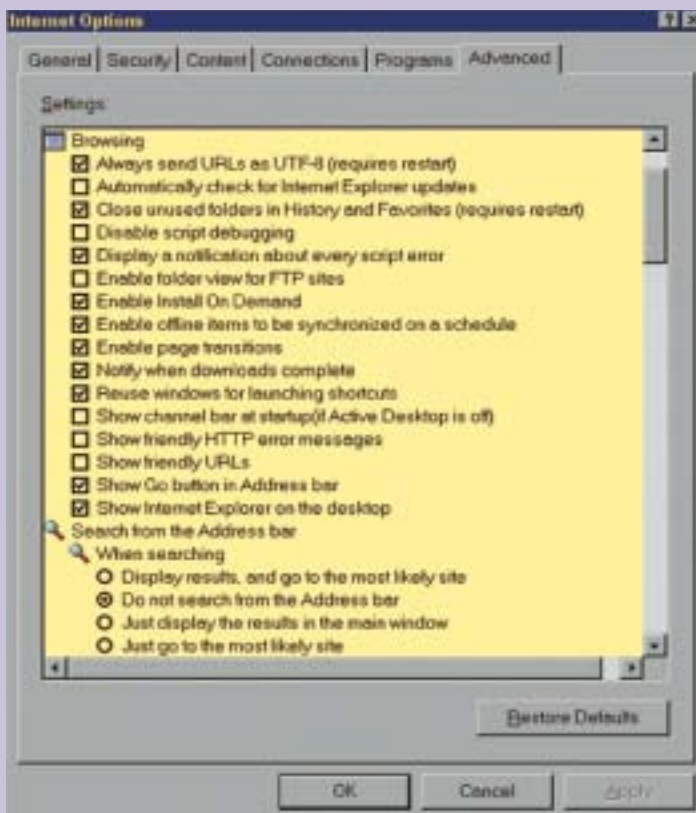 Internet Options
General Security Content Connections Programs Advanced
Settings
Browsing
Always send URLs as UTF-8 (requires restart)
Automatically check for Internet Explorer updates
Close unused folders in History and Favorites (requires restart)
Disable script debugging
Display a notification about every script error
Enable folder view for FTP sites
Enable Install On Demand
Enable offline items to be synchronized on a schedule
Enable page transitions
Notify when downloads complete
Reuse windows for launching shortcuts
Show channel bar at startup(if Active Desktop is off)
Show friendly HTTP error messages
Show friendly URLs
Show Go button in Address bar
Show Internet Explorer on the desktop
Search from the Address bar
When searching
Display results, and go to the most likely site
Do not search from the Address bar
Just display the results in the main window
Just go to the most likely site
Restore Defaults
OK Cancel Apply